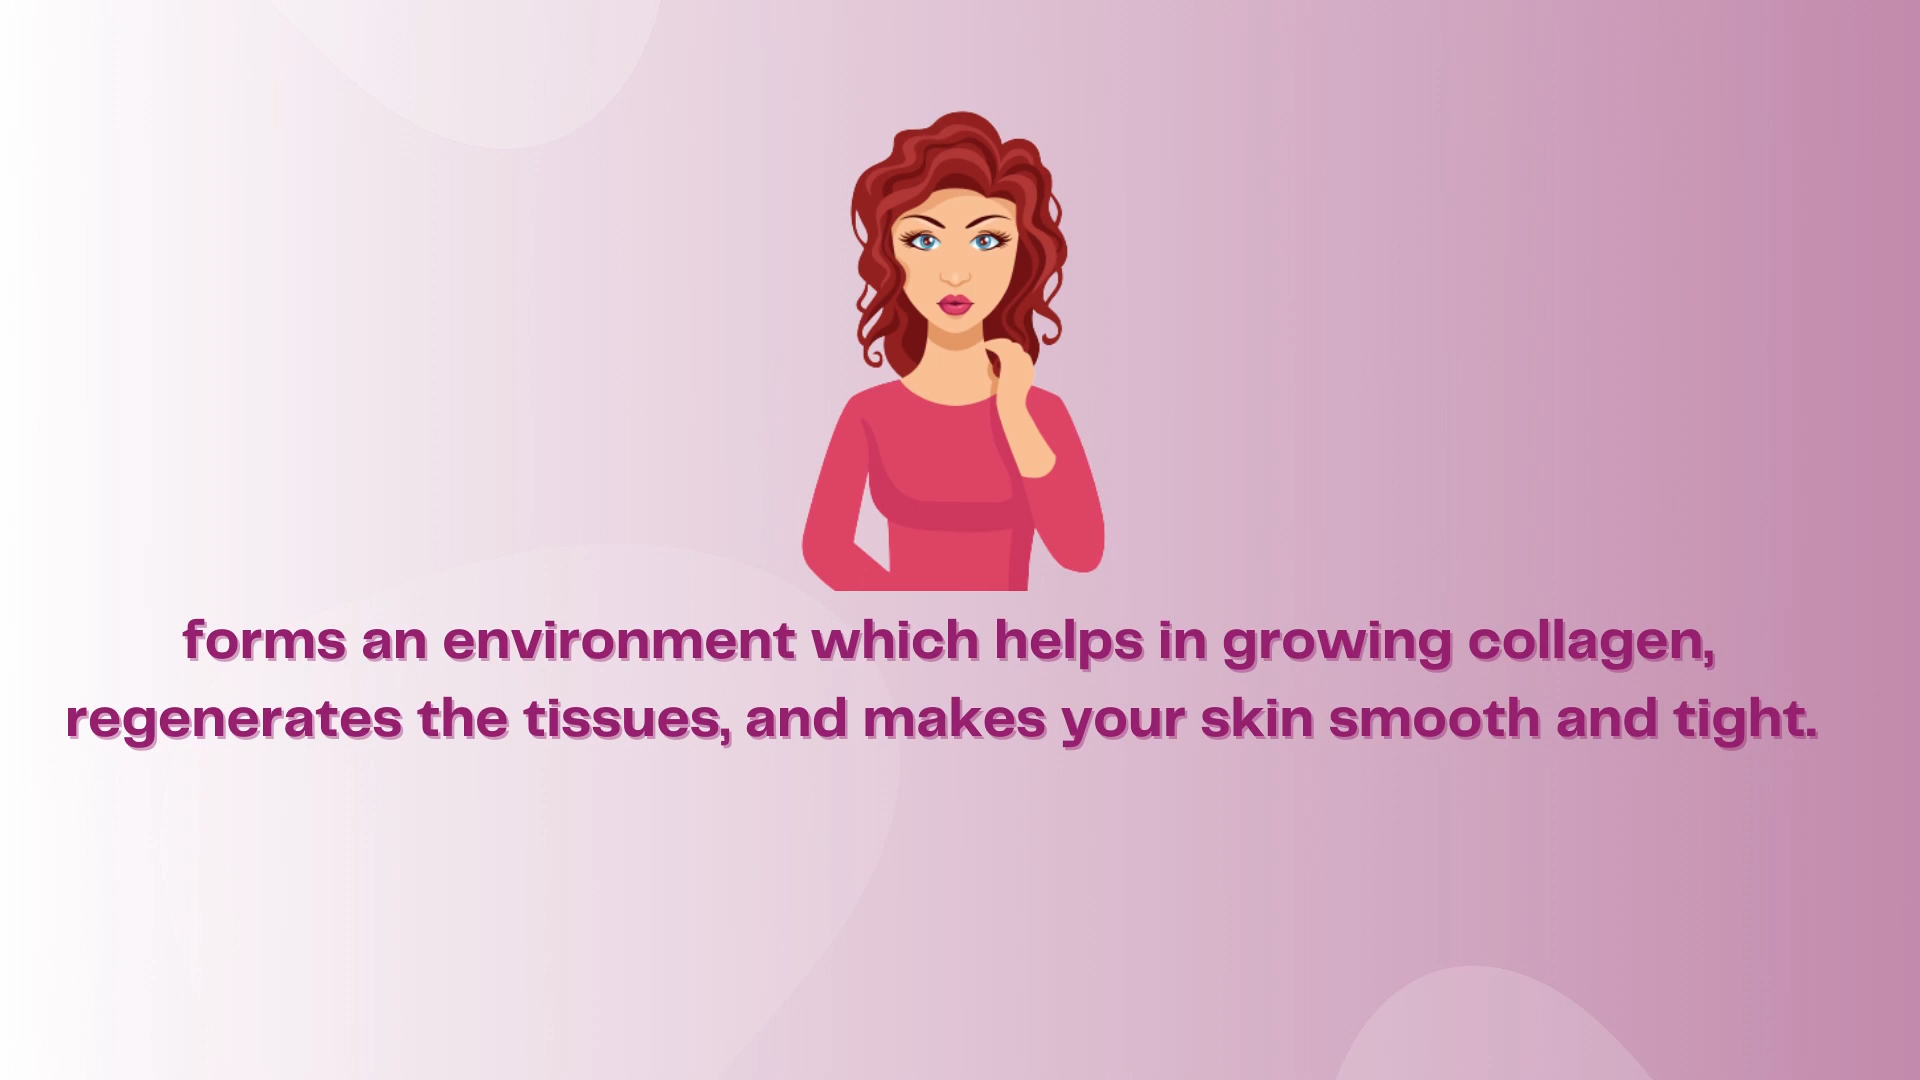 forms an environment which helps in growing collagen,
regenerates the tissues, and makes your skin smooth and tight.